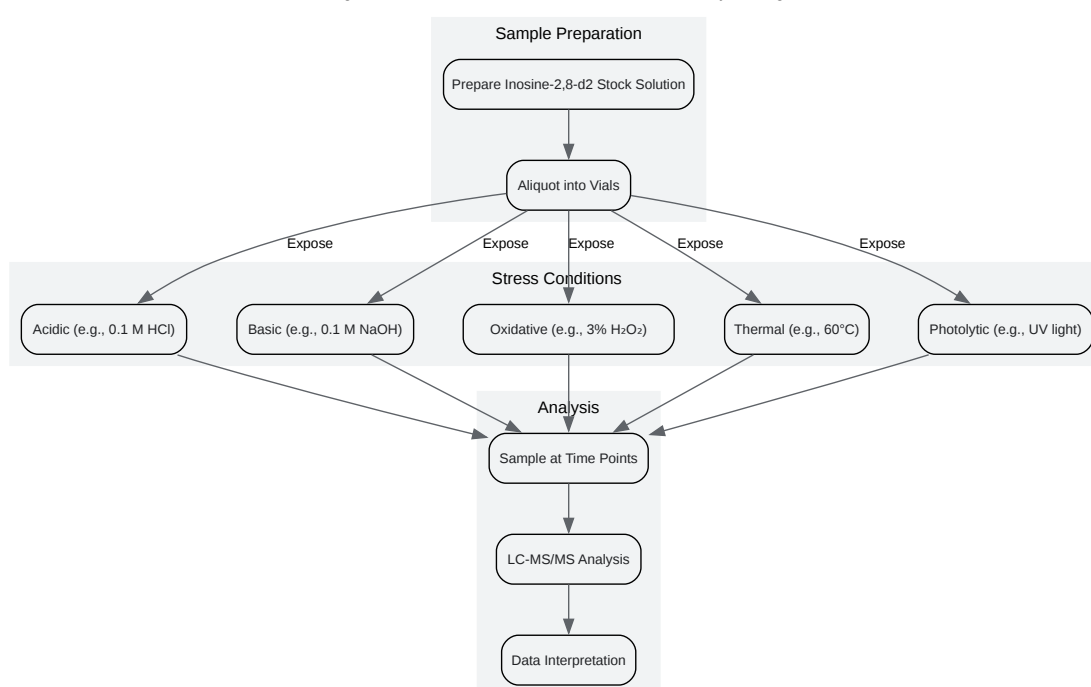 Sample Preparation
Prepare Inosine-2,8-d2 Stock Solution
Aliquot into Vials
Expose Expose Expose Expose Expose
Stress Conditions
Acidic (e.g., 0.1 M HCl) Basic (e.g., 0.1 M NaOH) Oxidative (e.g., 3% H₂O₂) Thermal (e.g., 60°C) Photolytic (e.g., UV light)
Analysis
Sample at Time Points
LC-MS/MS Analysis
Data Interpretation